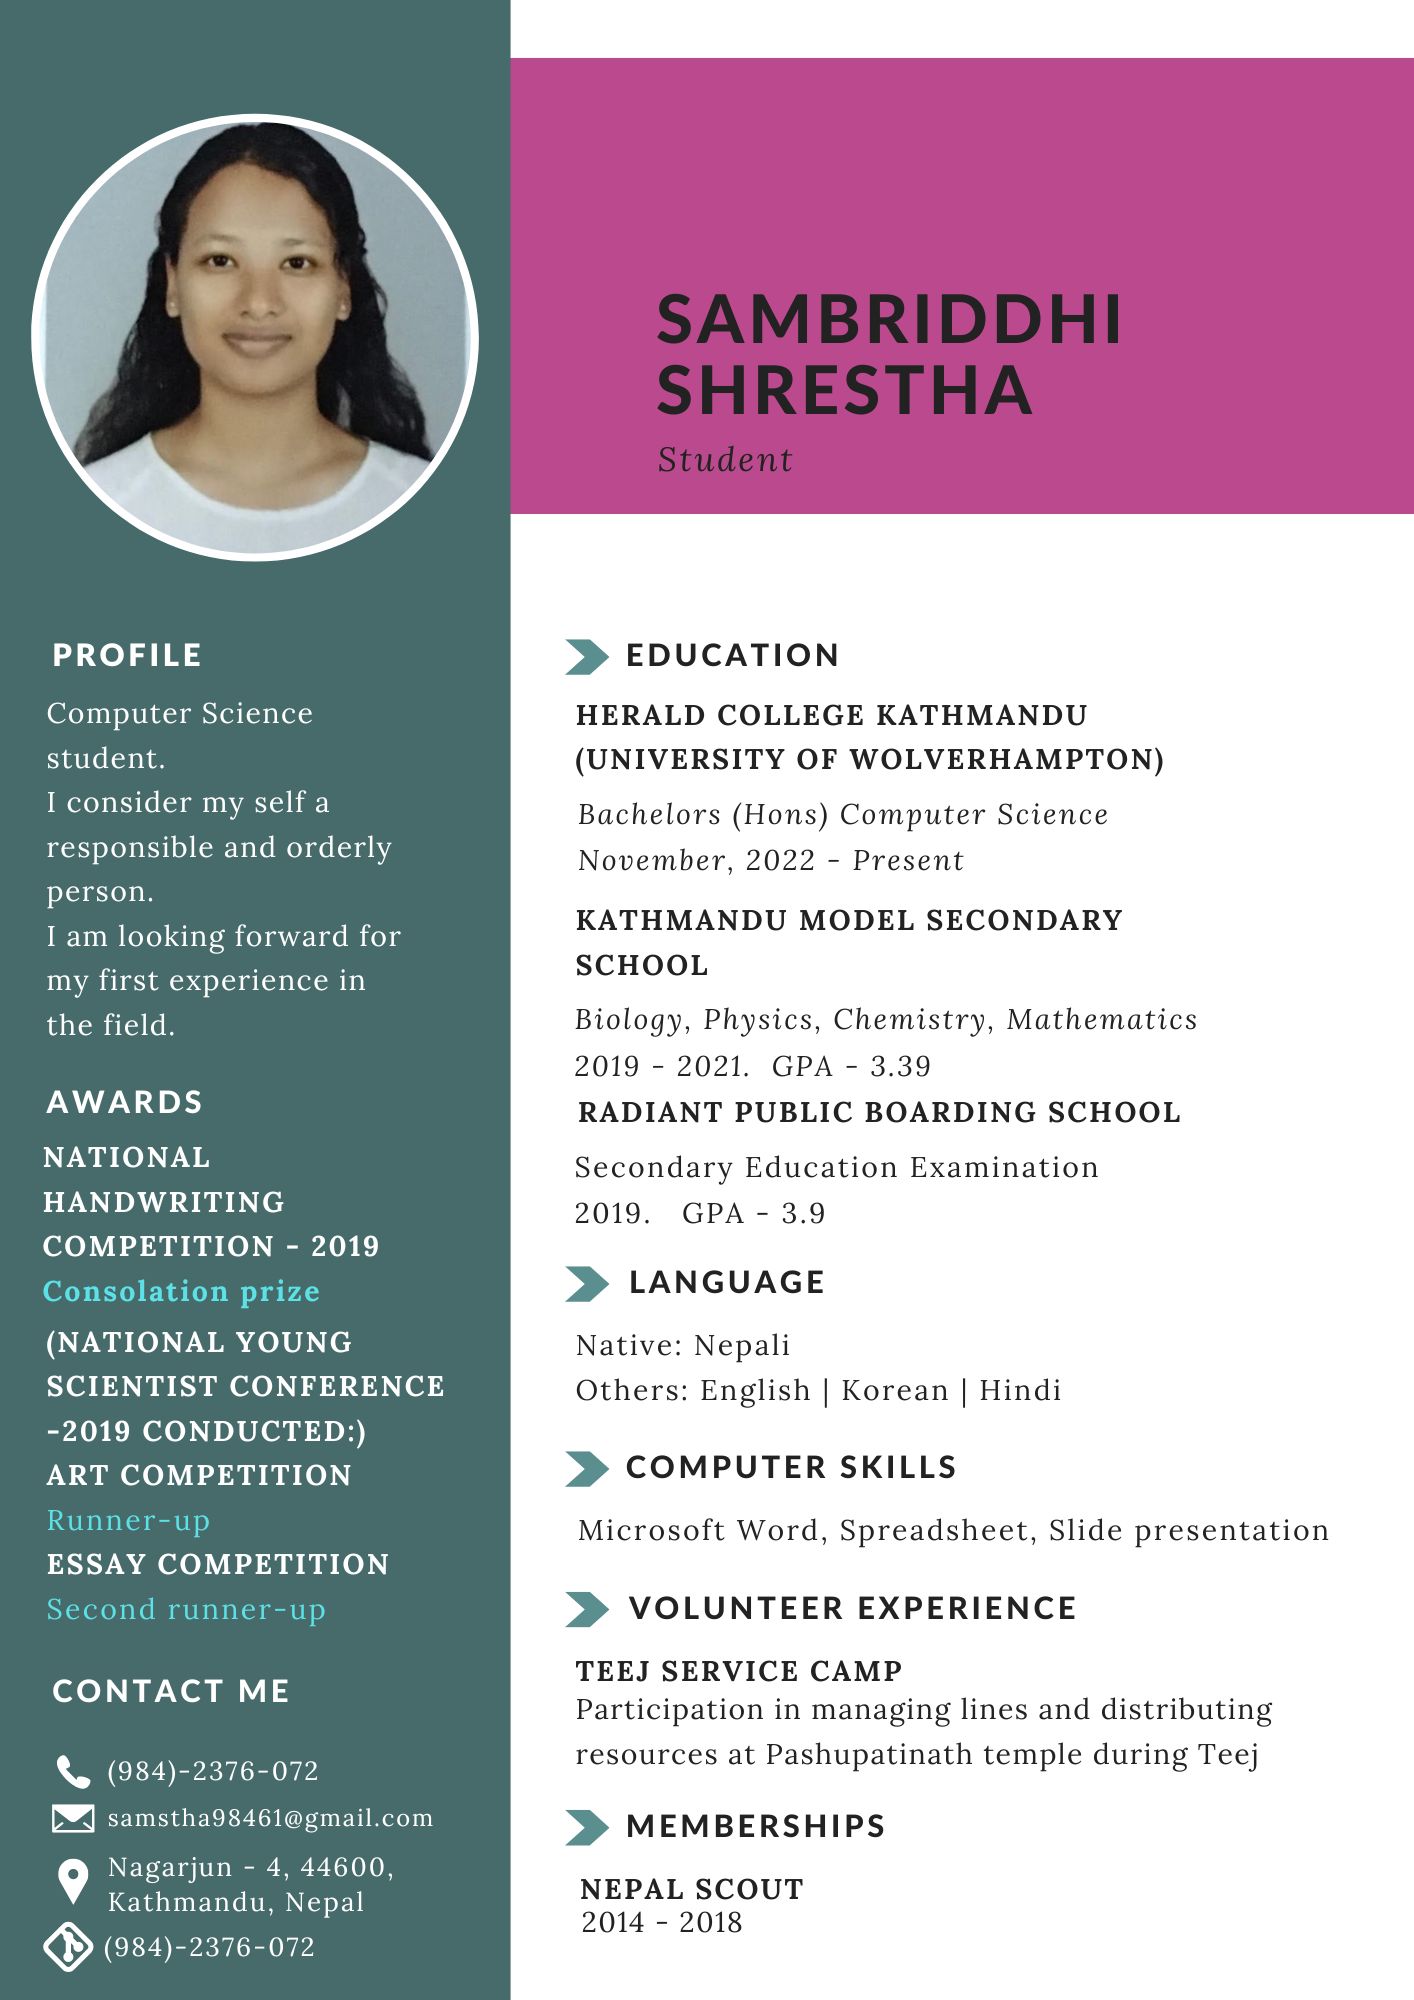 SAMBRIDDHI
SHRESTHA
Student
PROFILE
Computer Science
student.
I consider my self a
responsible and orderly
person.
I am looking forward for
my first experience in
the field.
AWARDS
NATIONAL
HANDWRITING
COMPETITION - 2019
Consolation prize
(NATIONAL YOUNG
SCIENTIST CONFERENCE
-2019 CONDUCTED:)
ART COMPETITION
Runner-up
ESSAY COMPETITION
Second runner-up
CONTACT ME
(984)-2376-072
samstha98461@gmail.com
Nagarjun - 4, 44600,
Kathmandu, Nepal
(984)-2376-072
EDUCATION
HERALD COLLEGE KATHMANDU
(UNIVERSITY OF WOLVERHAMPTON)
Bachelors (Hons) Computer Science
November, 2022 - Present
KATHMANDU MODEL SECONDARY
SCHOOL
Biology, Physics, Chemistry, Mathematics
2019 - 2021. GPA - 3.39
RADIANT PUBLIC BOARDING SCHOOL
Secondary Education Examination
2019. GPA - 3.9
LANGUAGE
Native: Nepali
Others: English | Korean | Hindi
COMPUTER SKILLS
Microsoft Word, Spreadsheet, Slide presentation
VOLUNTEER EXPERIENCE
TEEJ SERVICE CAMP
Participation in managing lines and distributing
resources at Pashupatinath temple during Teej
MEMBERSHIPS
NEPAL SCOUT
2014 - 2018